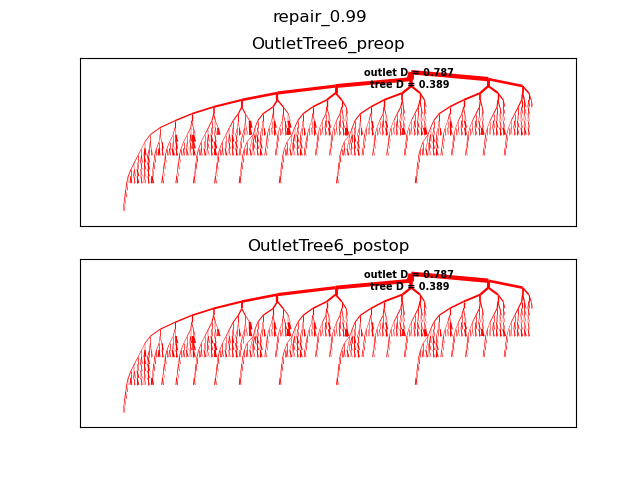 repair_0.99
OutletTree6_preop
outlet D = 0.787
tree D = 0.389
OutletTree6_postop
outlet D = 0.787
tree D = 0.389